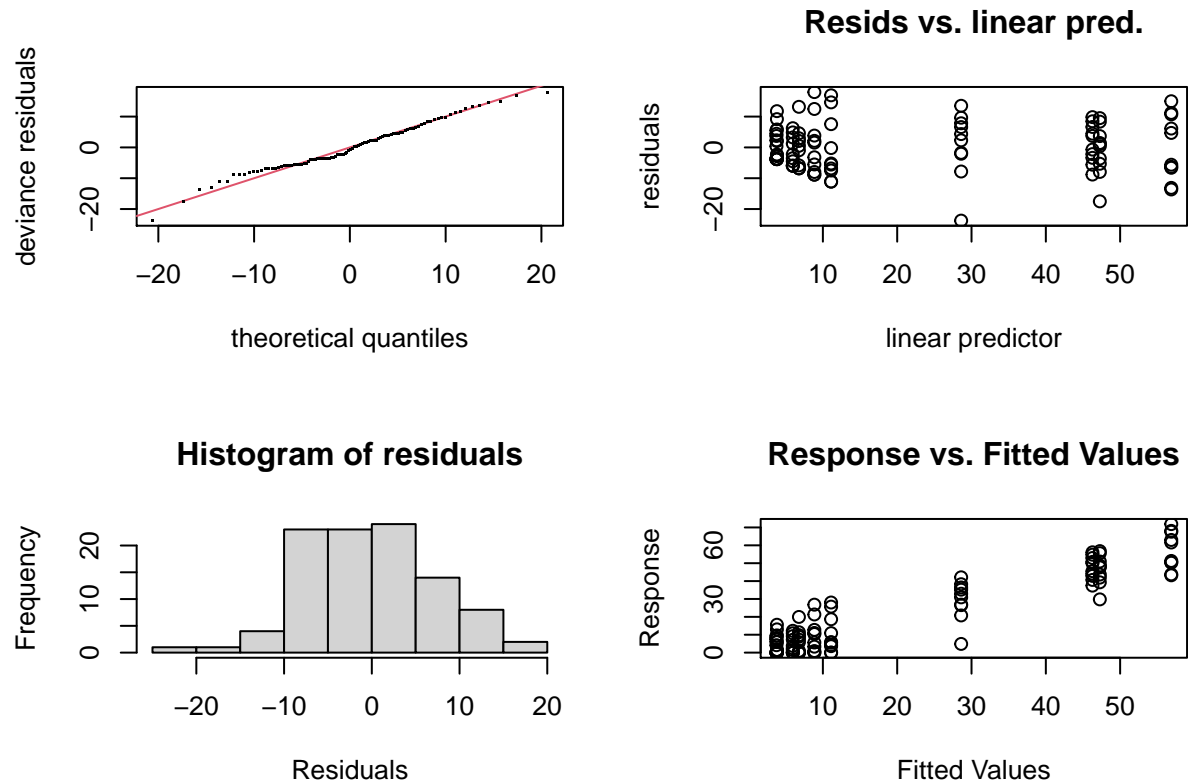 deviance residuals
−20
0
−20
−10
0
10
20
theoretical quantiles
Resids vs. linear pred.
residuals
−20
0
10
20
30
40
50
linear predictor
Histogram of residuals
Frequency
0
10
20
−20
−10
0
10
20
Residuals
Response vs. Fitted Values
Response
0
30
60
10
20
30
40
50
Fitted Values